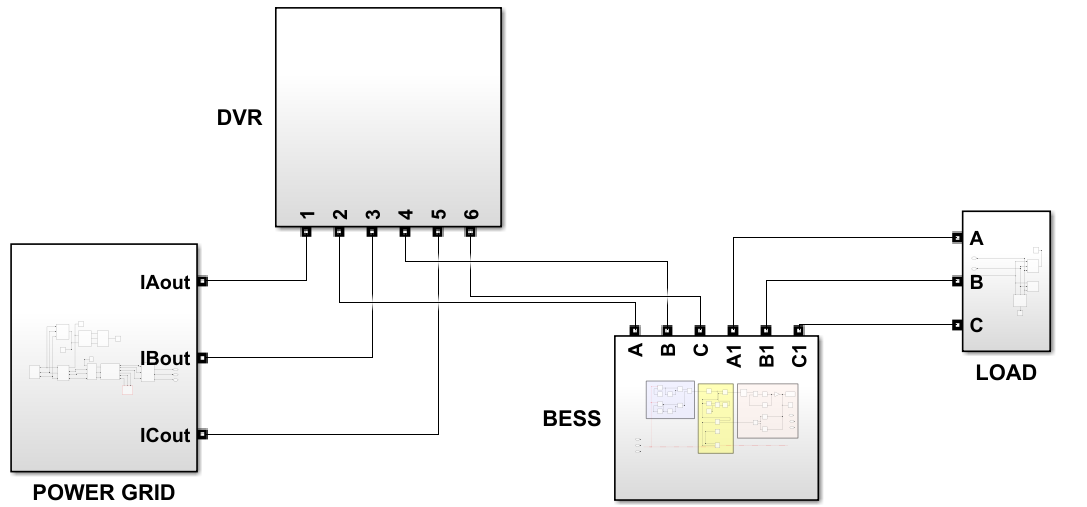 DVR
1 2 3 4 5 6
IAout
IBout
ICout
POWER GRID
A B C A1 B1 C1
BESS
A
B
C
LOAD